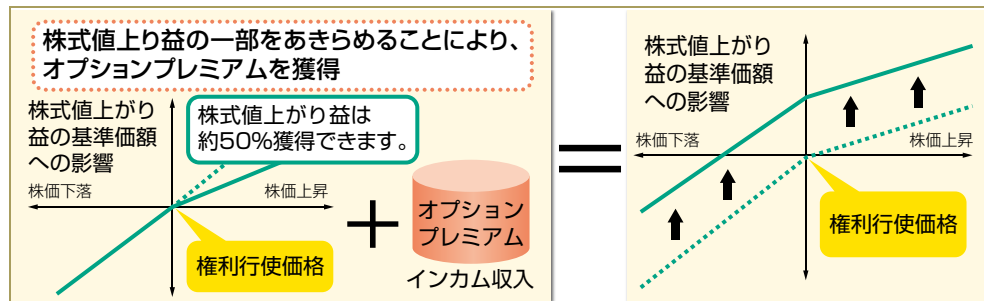 株式値上り益の一部をあきらめることにより、
オプションプレミアムを獲得
株式値上がり
益の基準価額
への影響
株式値上がり益は
約50%獲得できます。
株価下落
株価上昇
権利行使価格
+
オプション
プレミアム
インカム収入
=
株式値上がり
益の基準価額
への影響
株価下落
株価上昇
権利行使価格